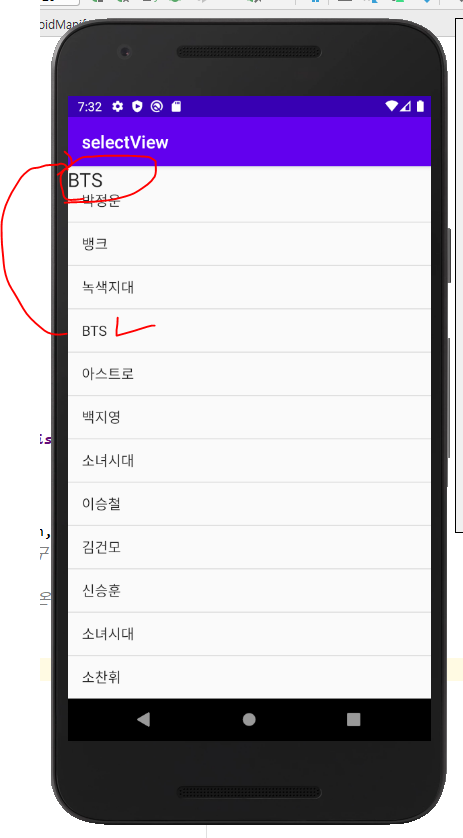 7:32
selectView
BTS
박정운
뱅크
녹색지대
BTS
아스트로
백지영
소녀시대
이승철
김건모
신승훈
소녀시대
소찬휘